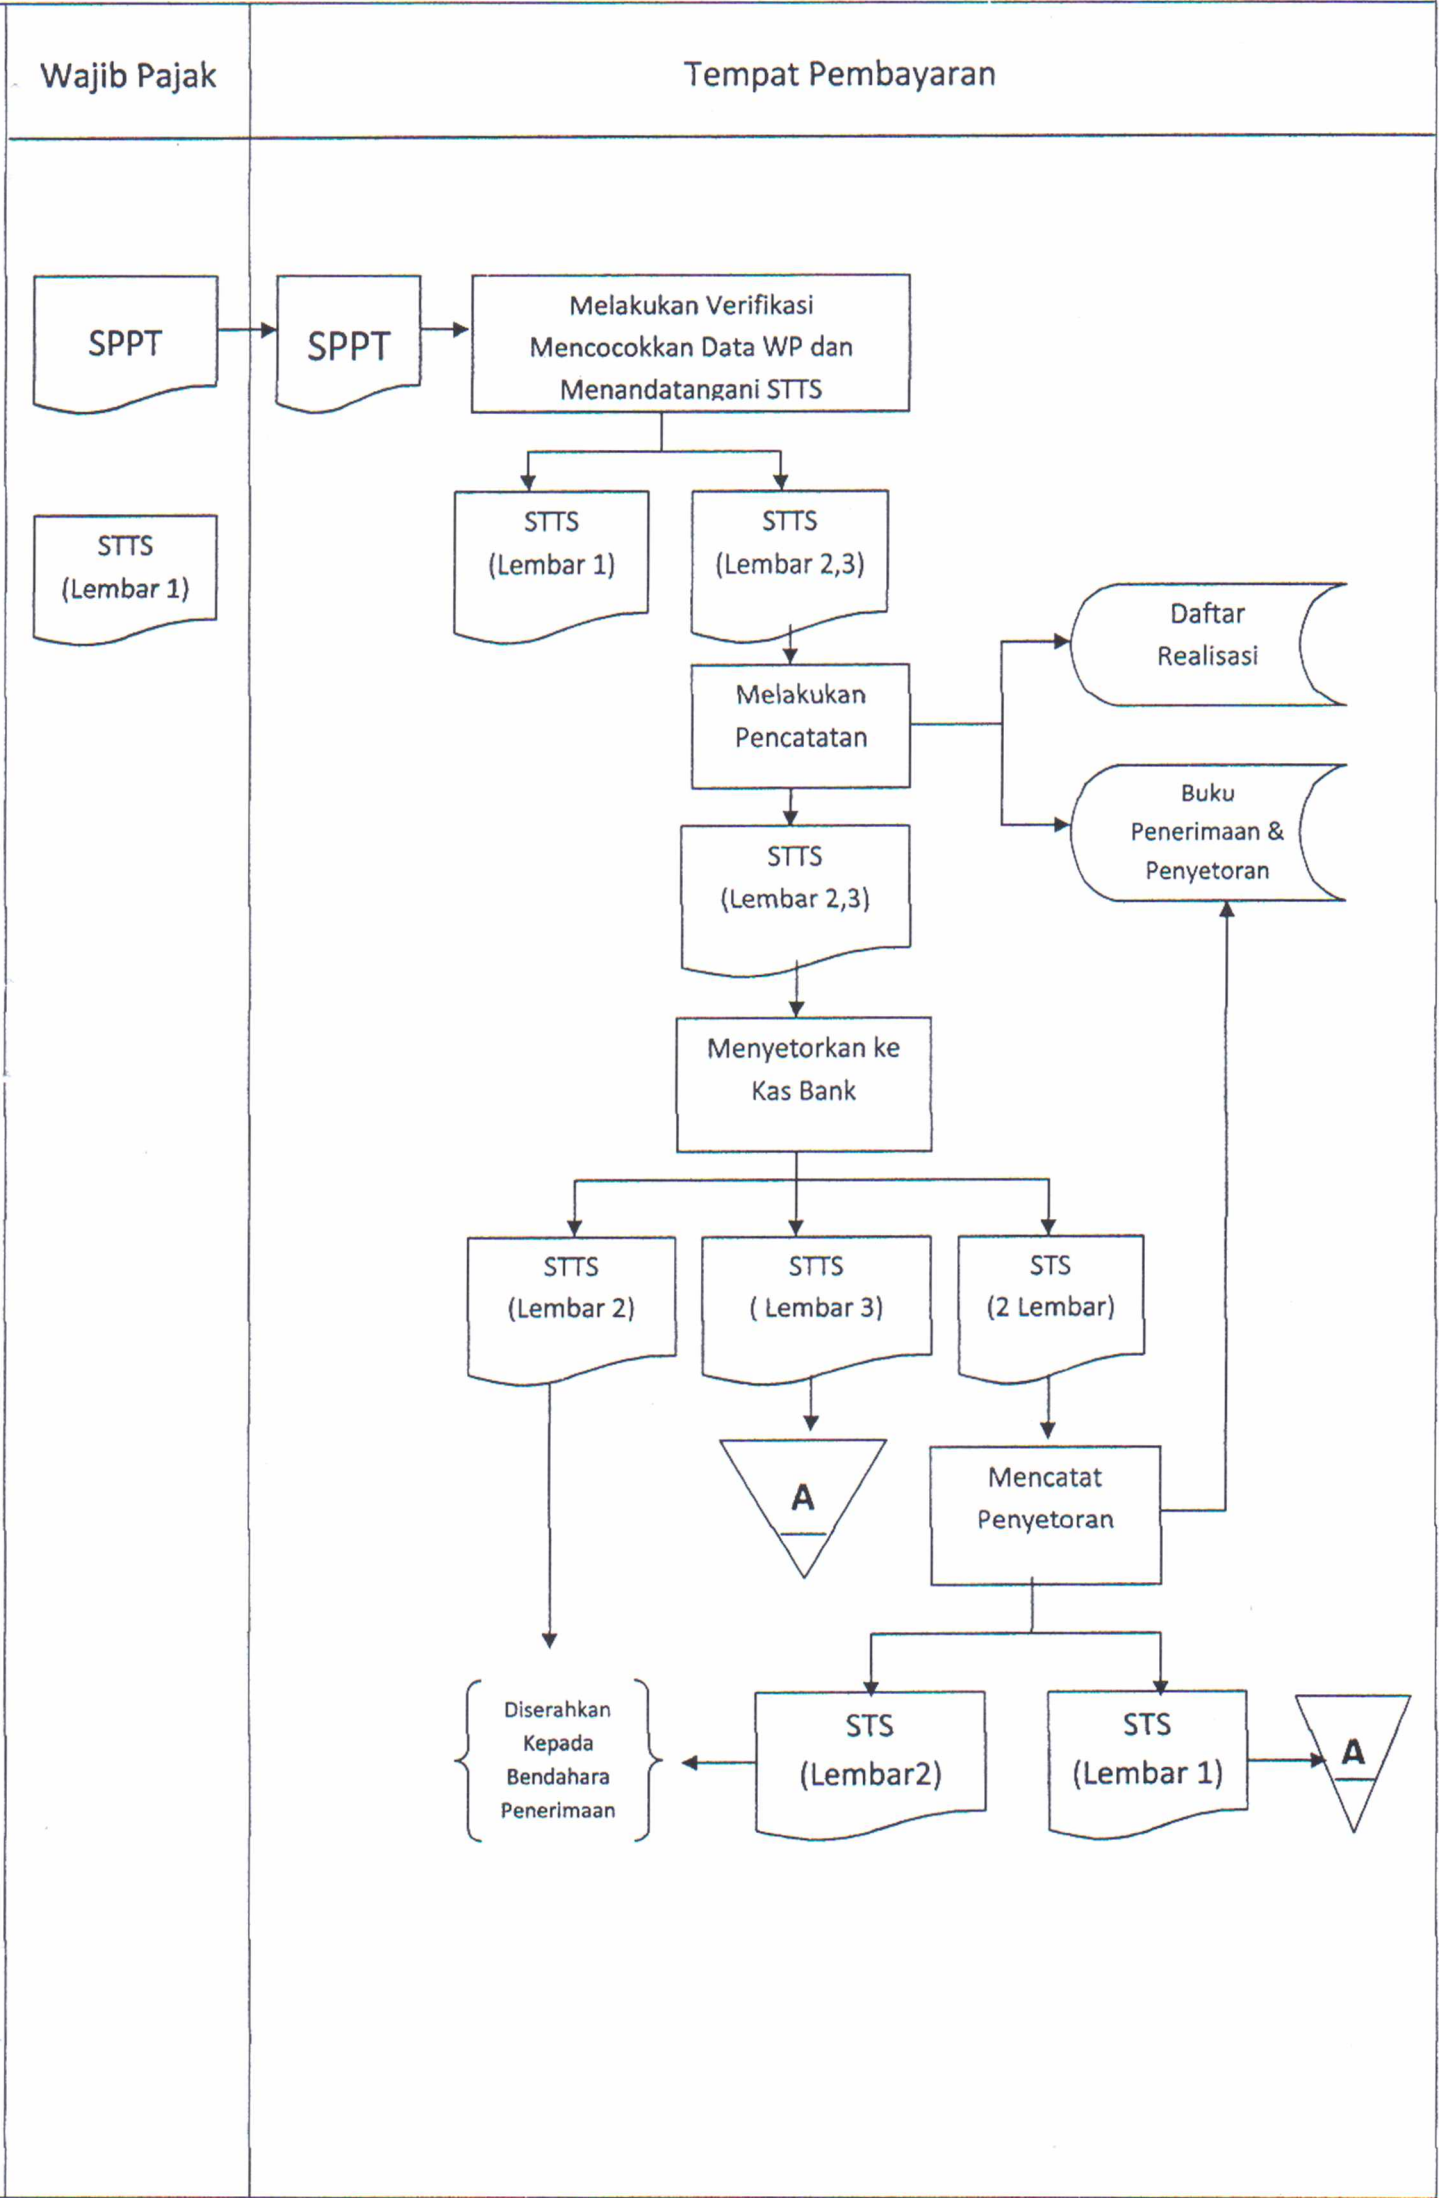 Wajib Pajak
Tempat Pembayaran
SPPT
SPPT
Melakukan Verifikasi
Mencocokkan Data WP dan
Menandatangani STTS
STTS
(Lembar 1)
STTS
(Lembar 1)
STTS
(Lembar 2,3)
Daftar
Realisasi
Melakukan
Pencatatan
Buku
Penerimaan &
Penyetoran
STTS
(Lembar 2,3)
Menyetorkan ke
Kas Bank
STTS
(Lembar 2)
STTS
( Lembar 3)
STS
(2 Lembar)
A
Mencatat
Penyetoran
Diserahkan
Kepada
Bendahara
Penerimaan
STS
(Lembar2)
STS
(Lembar 1)
A